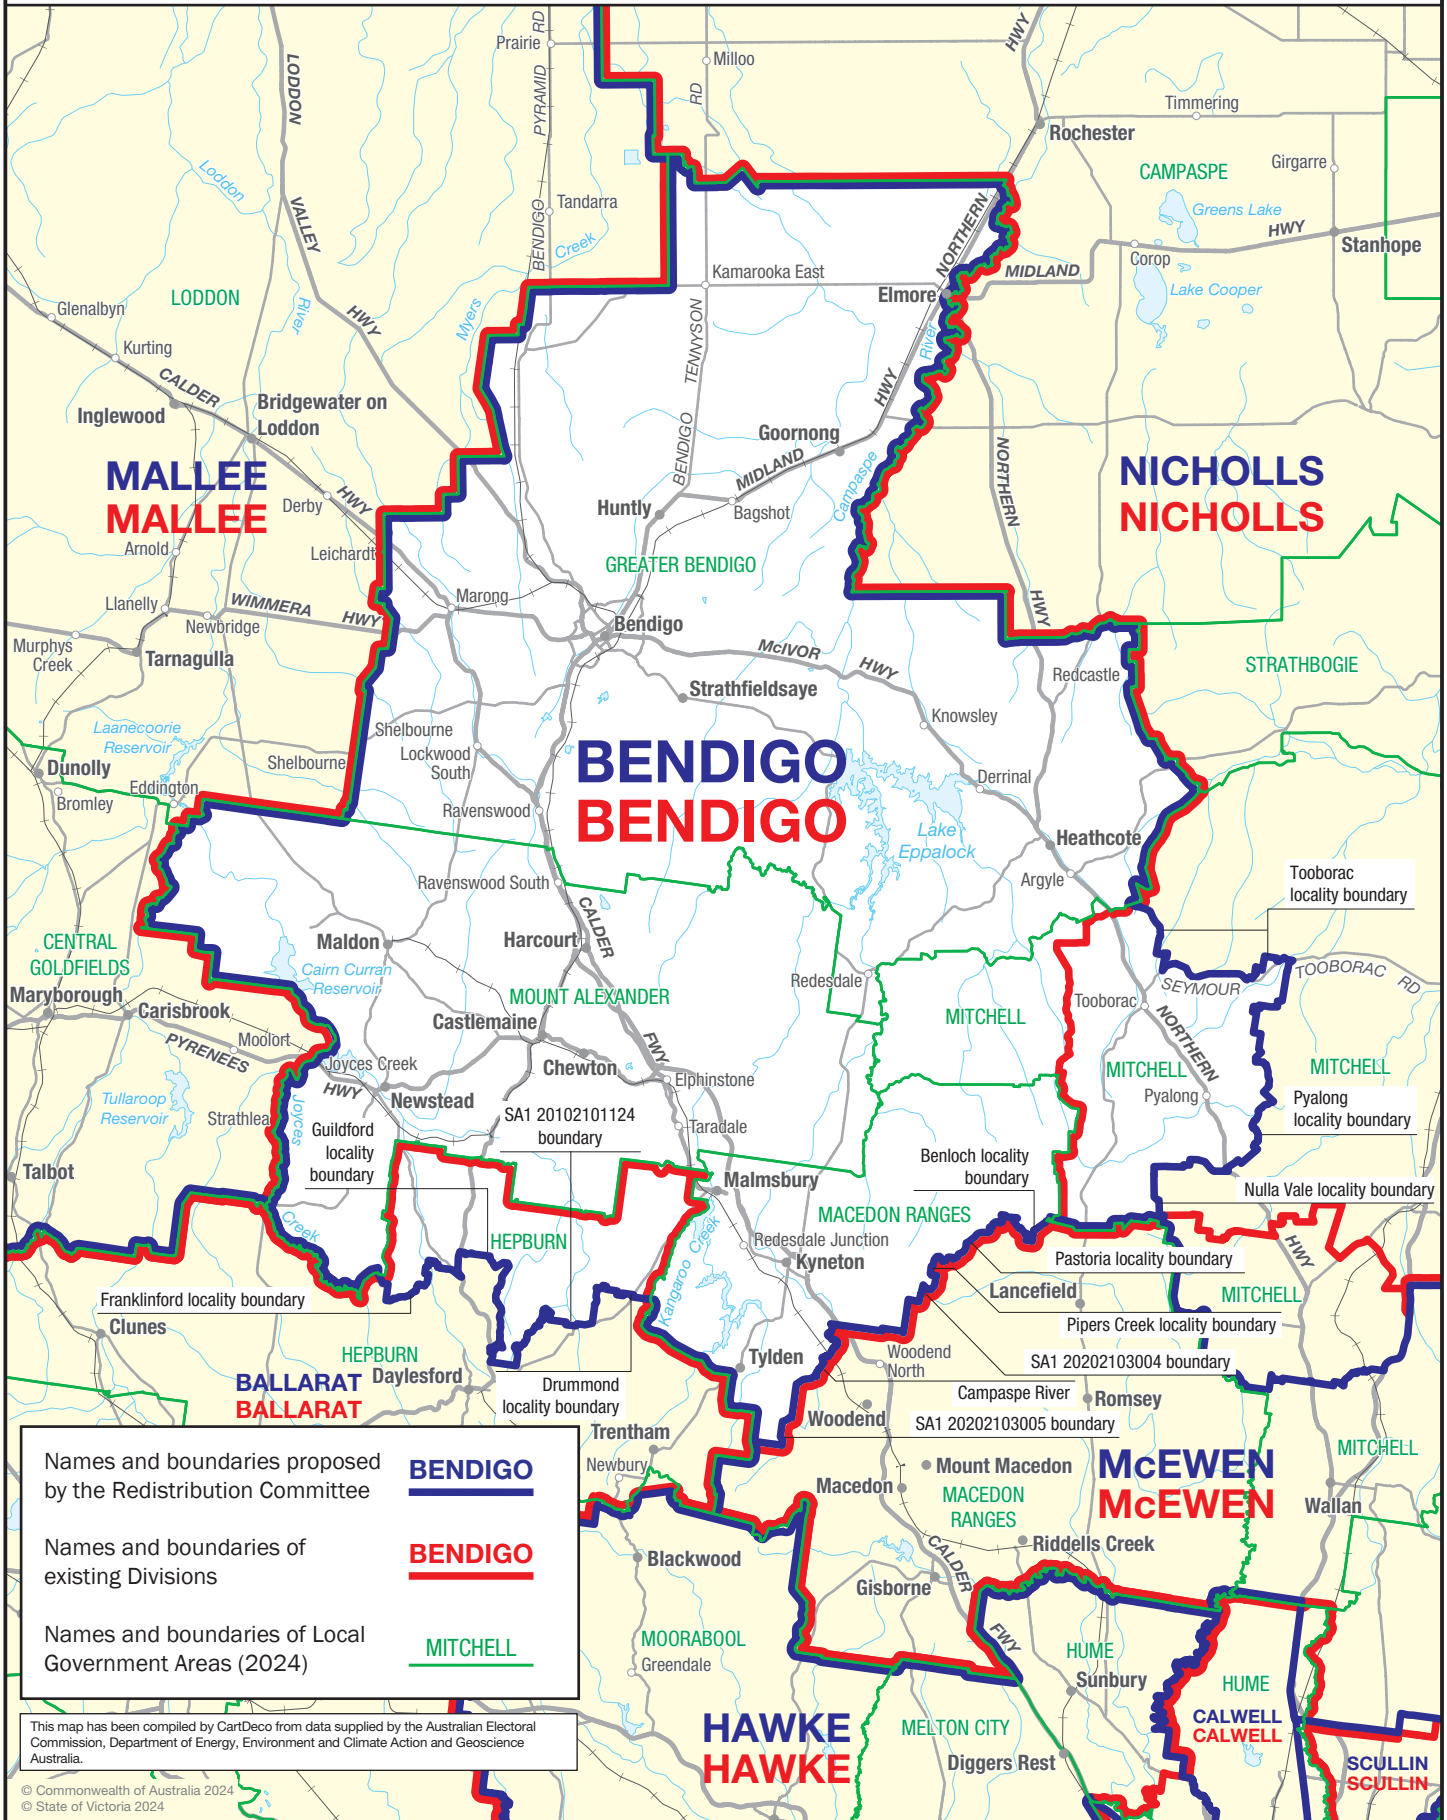 Prairie
RD
Milloo
HWY
LODDON
PYRAMID
RD
Timmering
Rochester
CAMPASPE
Girgarre
Loddon
VALLEY
Tandarra
BENDIGO
Creek
NORTHERN
Greens Lake
HWY
Stanhope
Corop
Kamarooka East
MIDLAND
Elmore
Lake Cooper
LODDON
Glenalbyn
River
HWY
Myers
Kurting
CALDER
TENNYSON
River
HWY
Inglewood
Bridgewater on
Loddon
Goornong
BENDIGO
MIDLAND
NORTHERN
MALLEE
MALLEE
NICHOLLS
NICHOLLS
Derby
HWY
Huntly
Bagshot
Campaspe
Arnold
Leichardt
GREATER BENDIGO
Llanelly
WIMMERA
HWY
Marong
HWY
Newbridge
Bendigo
Murphys
Creek
Tarnagulla
McIVOR
HWY
STRATHBOGIE
Redcastle
Strathfieldsaye
Laanecoorie
Reservoir
Shelbourne
Lockwood
South
Knowsley
Dunolly
Shelbourne
BENDIGO
BENDIGO
Derrinal
Eddington
Bromley
Ravenswood
Lake
Eppalock
Heathcote
Argyle
Tooborac
locality boundary
Ravenswood South
CALDER
CENTRAL
GOLDFIELDS
Maldon
Harcourt
Cairn Curran
Reservoir
Redesdale
TOOBORAC
RD
SEYMOUR
Maryborough
Carisbrook
MOUNT ALEXANDER
Tooborac
MITCHELL
NORTHERN
Castlemaine
PYRENEES
Moolort
FWY
Joyces Creek
Chewton
MITCHELL
MITCHELL
HWY
Elphinstone
Tullaroop
Reservoir
Newstead
Pyalong
Pyalong
locality boundary
Strathlea
Joyces
SA1 20102101124
boundary
Guildford
locality
boundary
Taradale
Talbot
Benloch locality
boundary
Malmsbury
Nulla Vale locality boundary
Creek
MACEDON RANGES
HEPBURN
Creek
Redesdale Junction
HWY
Kyneton
Pastoria locality boundary
Kangaroo
Lancefield
MITCHELL
Franklinford locality boundary
Pipers Creek locality boundary
Clunes
HEPBURN
Tylden
Woodend
North
SA1 20202103004 boundary
BALLARAT
BALLARAT
Daylesford
Drummond
locality boundary
Campaspe River
Romsey
Woodend
SA1 20202103005 boundary
Trentham
MITCHELL
Newbury
Mount Macedon
McEWEN
McEWEN
Macedon
MACEDON
RANGES
Wallan
Names and boundaries proposed
by the Redistribution Committee
BENDIGO
Names and boundaries of
existing Divisions
BENDIGO
Names and boundaries of Local
Government Areas (2024)
MITCHELL
Blackwood
Riddells Creek
CALDER
Gisborne
FWY
MOORABOOL
Greendale
HUME
Sunbury
HUME
CALWELL
CALWELL
HAWKE
HAWKE
MELTON CITY
Diggers Rest
SCULLIN
SCULLIN
This map has been compiled by CartDeco from data supplied by the Australian Electoral
Commission, Department of Energy, Environment and Climate Action and Geoscience
Australia.
© Commonwealth of Australia 2024
© State of Victoria 2024